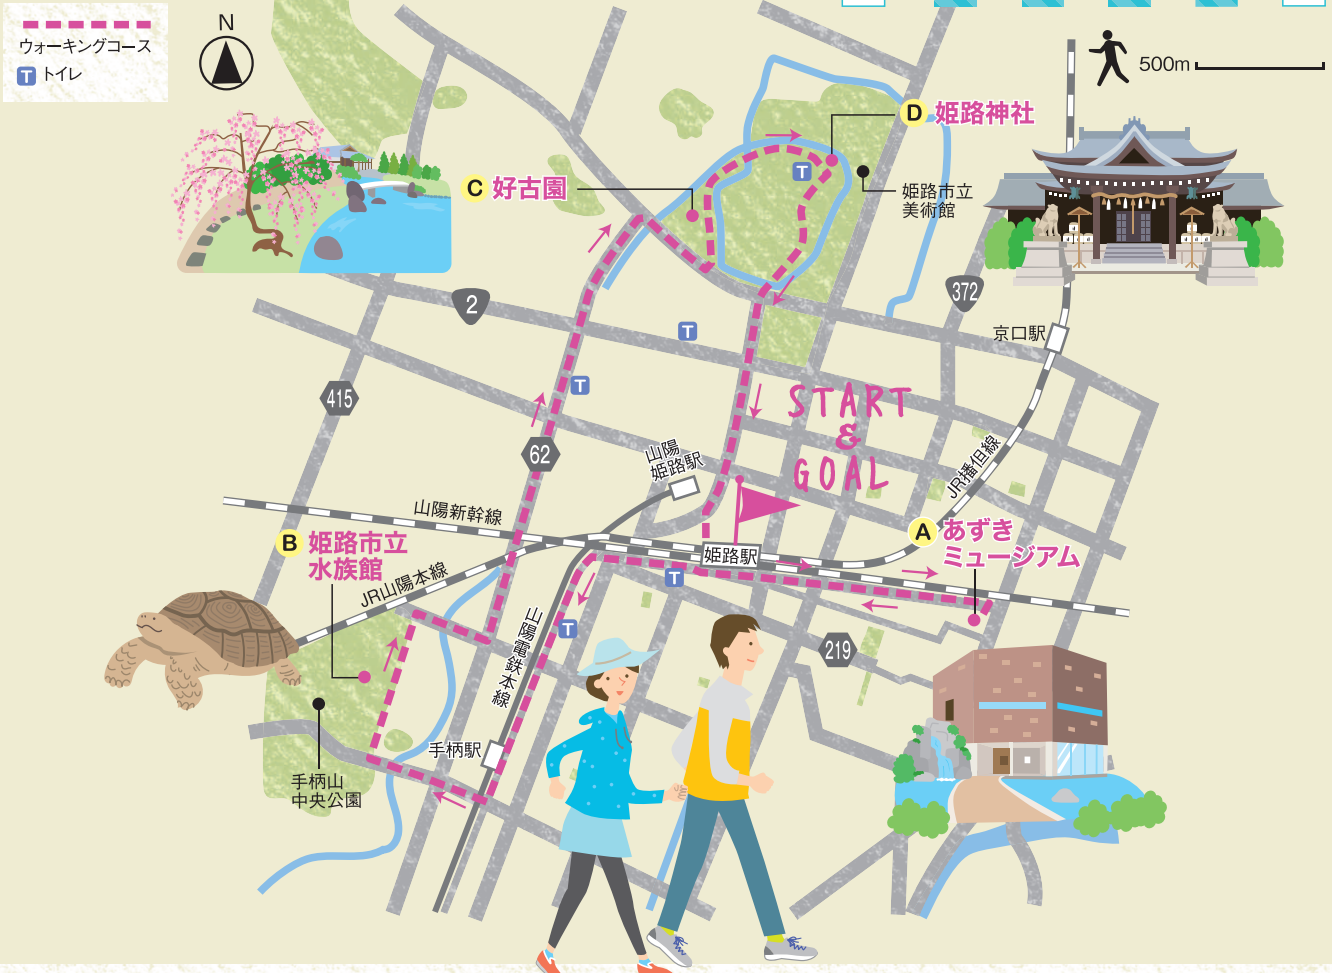 ウォーキングコース
T トイレ
N
500m
D 姫路神社
C 好古園
T
姫路市立
美術館
2
372
京口駅
T
T
415
START
&
GOAL
62
山陽
姫路駅
JR播但線
山陽新幹線
A あずき
ミュージアム
B 姫路市立
水族館
姫路駅
JR山陽本線
T
T
山陽電鉄本線
219
手柄駅
手柄山
中央公園